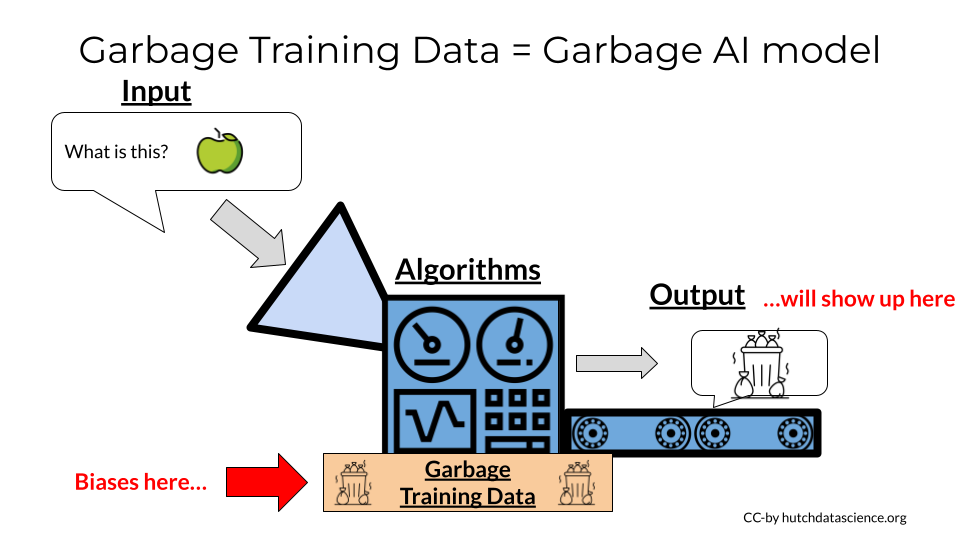 Garbage Training Data = Garbage AI model
Input
What is this?
Algorithms
Output
...will show up here
Biases here...
Garbage
Training Data
CC-by hutchdatascience.org